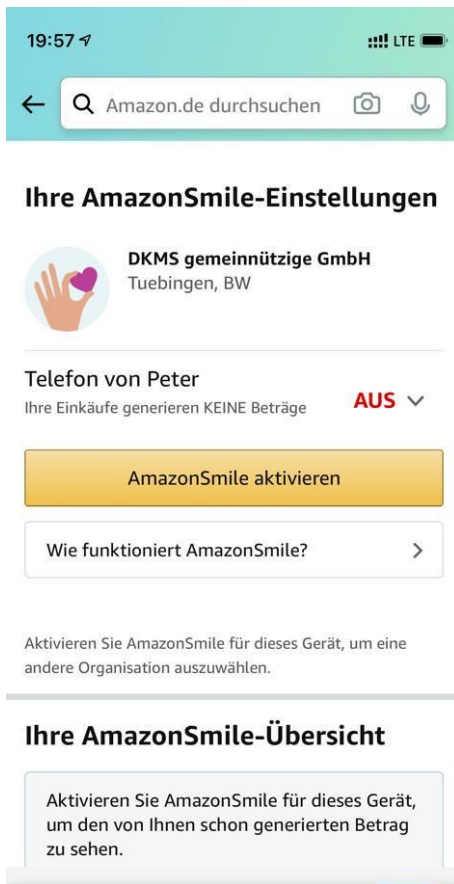 19:57 LTE
Amazon.de durchsuchen
Ihre AmazonSmile-Einstellungen
DKMS gemeinnützige GmbH
Tuebingen, BW
Telefon von Peter
Ihre Einkäufe generieren KEINE Beträge
AUS
AmazonSmile aktivieren
Wie funktioniert AmazonSmile?
Aktivieren Sie AmazonSmile für dieses Gerät, um eine
andere Organisation auszuwählen.
Ihre AmazonSmile-Übersicht
Aktivieren Sie AmazonSmile für dieses Gerät,
um den von Ihnen schon generierten Betrag
zu sehen.